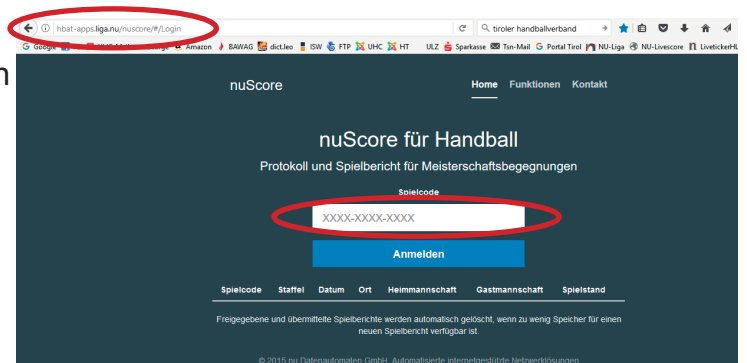 hbat-apps.liga.nu/nuscore/#/Login
tiroler handballverband
Google
Amazon
BAWAG
dict.leo
ISW
FTP
UHC
HT
ULZ
Sparkasse
Tsn-Mail
Portal Tirol
NU-Liga
NU-Livescore
LivetickerHL
n
nuScore
Home Funktionen Kontakt
nuScore für Handball
Protokoll und Spielbericht für Meisterschaftsbegegnungen
Spielcode
XXXX-XXXX-XXXX
Anmelden
Spielcode Staffel Datum Ort Heimmannschaft Gastmannschaft Spielstand
Freigegebene und übermittelte Spielberichte werden automatisch gelöscht, wenn zu wenig Speicher für einen
neuen Spielbericht verfügbar ist.
© 2015 nu Datenautomaten GmbH. Automatisierte internetgestützte Netzwerklösungen